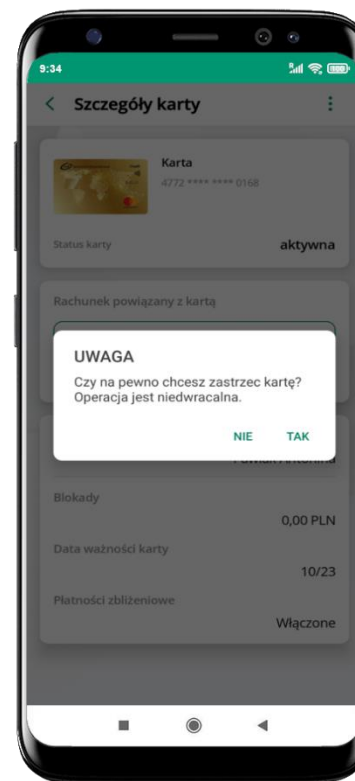 9:34
Szczegóły karty
Karta
4772 **** **** 0168
Status karty
aktywna
Rachunek powiązany z kartą
UWAGA
Czy na pewno chcesz zastrzec kartę?
Operacja jest niedwracalna.
NIE TAK
Blokady
0,00 PLN
Data ważności karty
10/23
Płatności zbliżeniowe
Włączone